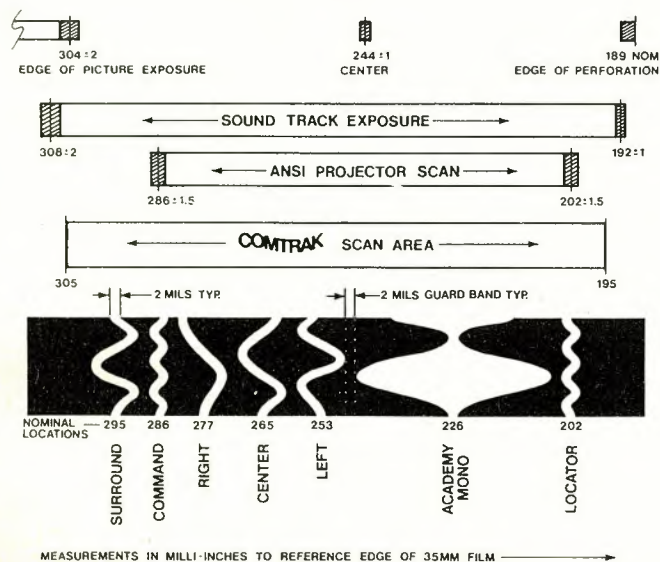 304±2
244±1
189 NOM
EDGE OF PICTURE EXPOSURE
CENTER
EDGE OF PERFORATION
SOUND TRACK EXPOSURE
308±2
192±1
ANSI PROJECTOR SCAN
286±1.5
202±1.5
COMTRAK SCAN AREA
305
195
2 MILS TYP.
2 MILS GUARD BAND TYP.
NOMINAL LOCATIONS
295
286
277
265
253
226
202
SURROUND
COMMAND
RIGHT
CENTER
LEFT
ACADEMY
MONO
LOCATOR
MEASUREMENTS IN MILLI-INCHES TO REFERENCE EDGE OF 35MM FILM